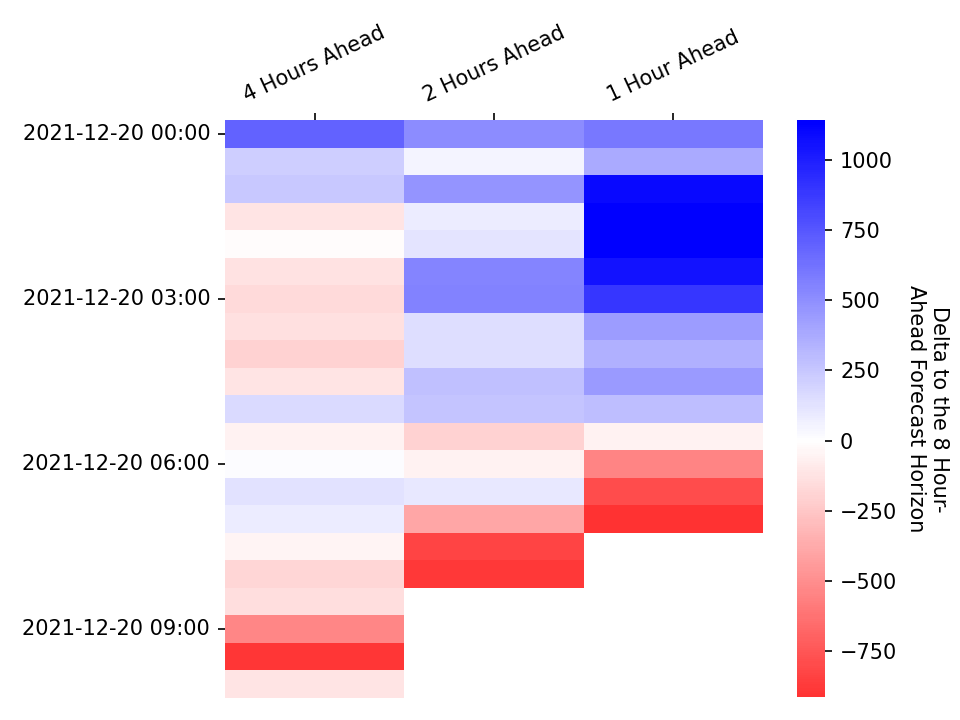 4 Hours Ahead
2 Hours Ahead
1 Hour Ahead
2021-12-20 00:00
2021-12-20 03:00
2021-12-20 06:00
2021-12-20 09:00
1000
750
500
250
0
−250
−500
−750
Delta to the 8 Hour-
Ahead Forecast Horizon